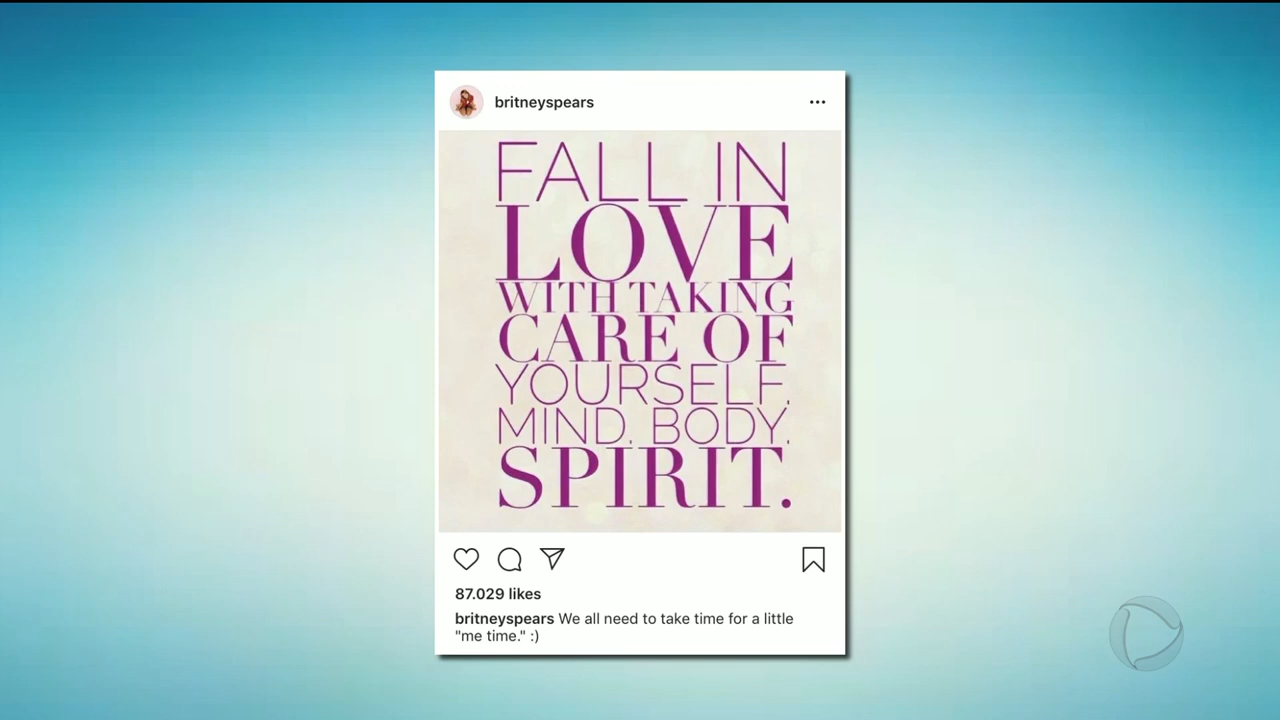 britneyspears
FALL IN
LOVE
WITH TAKING
CARE OF
YOURSELF.
MIND. BODY.
SPIRIT.
87.029 likes
britneyspears We all need to take time for a little
"me time." :)